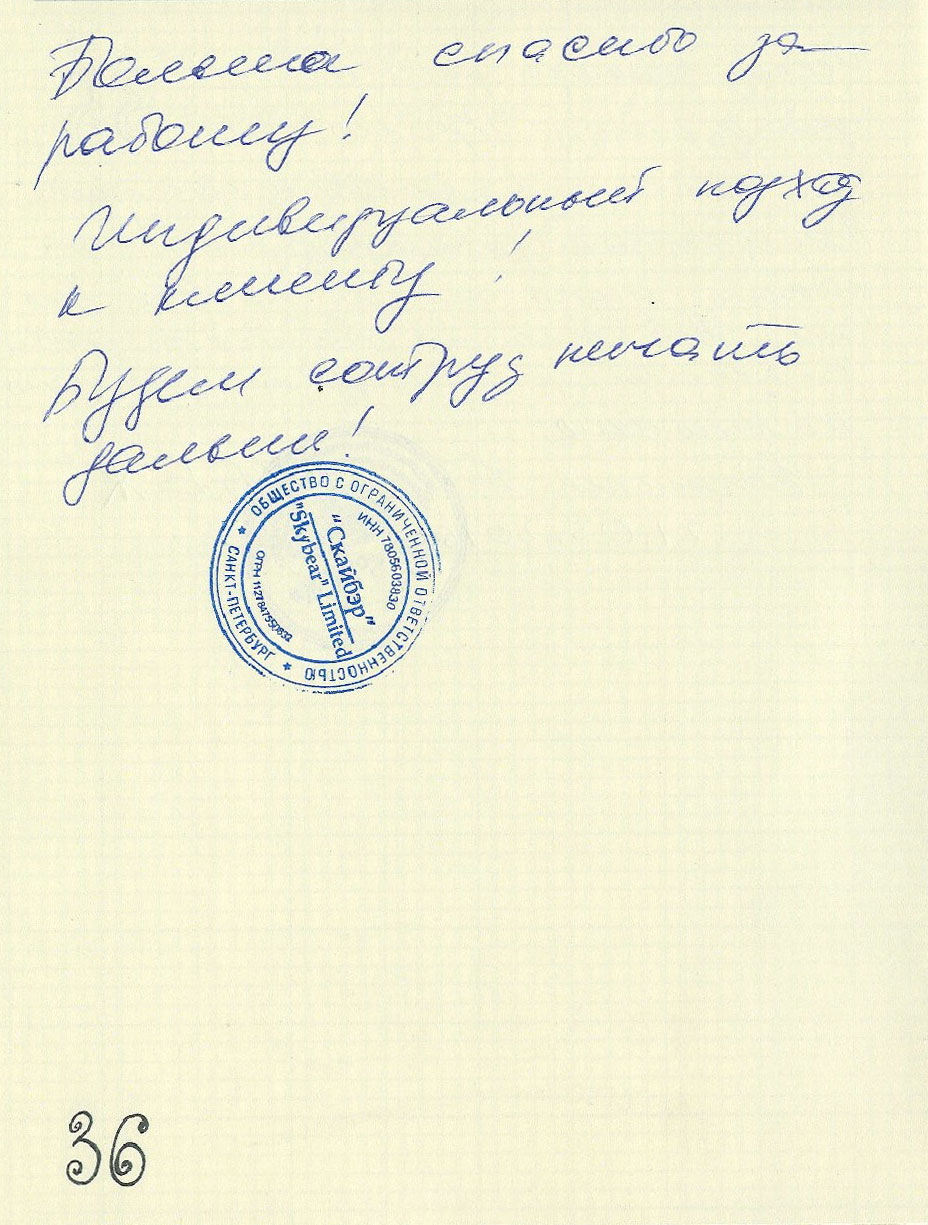 Большое спасибо за
работу!
Индивидуальный подход
к клиенту!
Будем сотрудничать
дальше!
ОБЩЕСТВО С ОГРАНИЧЕННОЙ ОТВЕТСТВЕННОСТЬЮ
САНКТ-ПЕТЕРБУРГ
ИНН 7805603830
"Скайбэр"
"Skybear" Limited
ОГРН 1127847550632
36